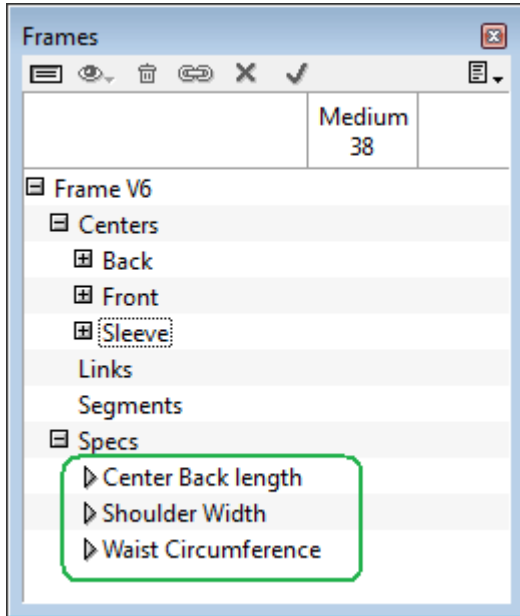 Frames
Medium
38
Frame V6
Centers
Back
Front
Sleeve
Links
Segments
Specs
Center Back length
Shoulder Width
Waist Circumference